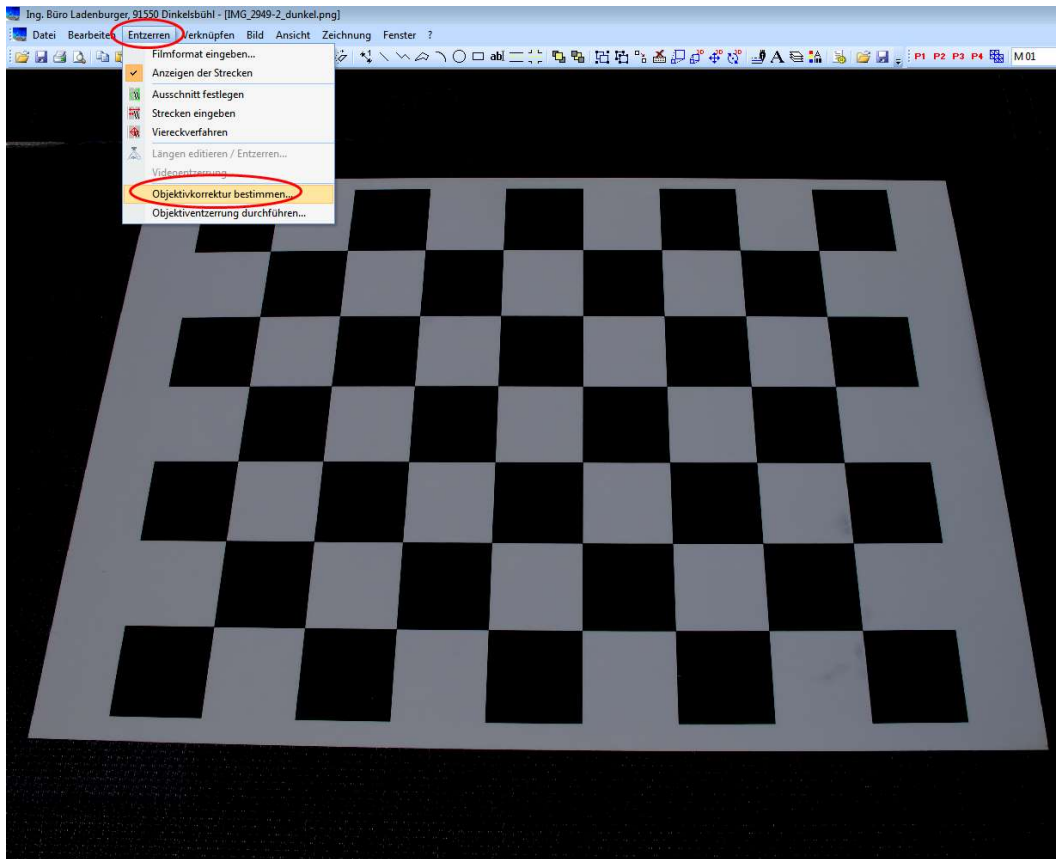 Ing. Büro Ladenburger, 91550 Dinkelsbühl - [IMG_2949-2_dunkel.png]
Datei Bearbeiten Entzerren Verknüpfen Bild Ansicht Zeichnung Fenster ?
abl P1 P2 P3 P4 M 01
Filmformat eingeben...
Anzeigen der Strecken
Ausschnitt festlegen
Strecken eingeben
Viereckverfahren
Längen editieren / Entzerren...
Videoentzerrung
Objektivkorrektur bestimmen...
Objektiventzerrung durchführen...